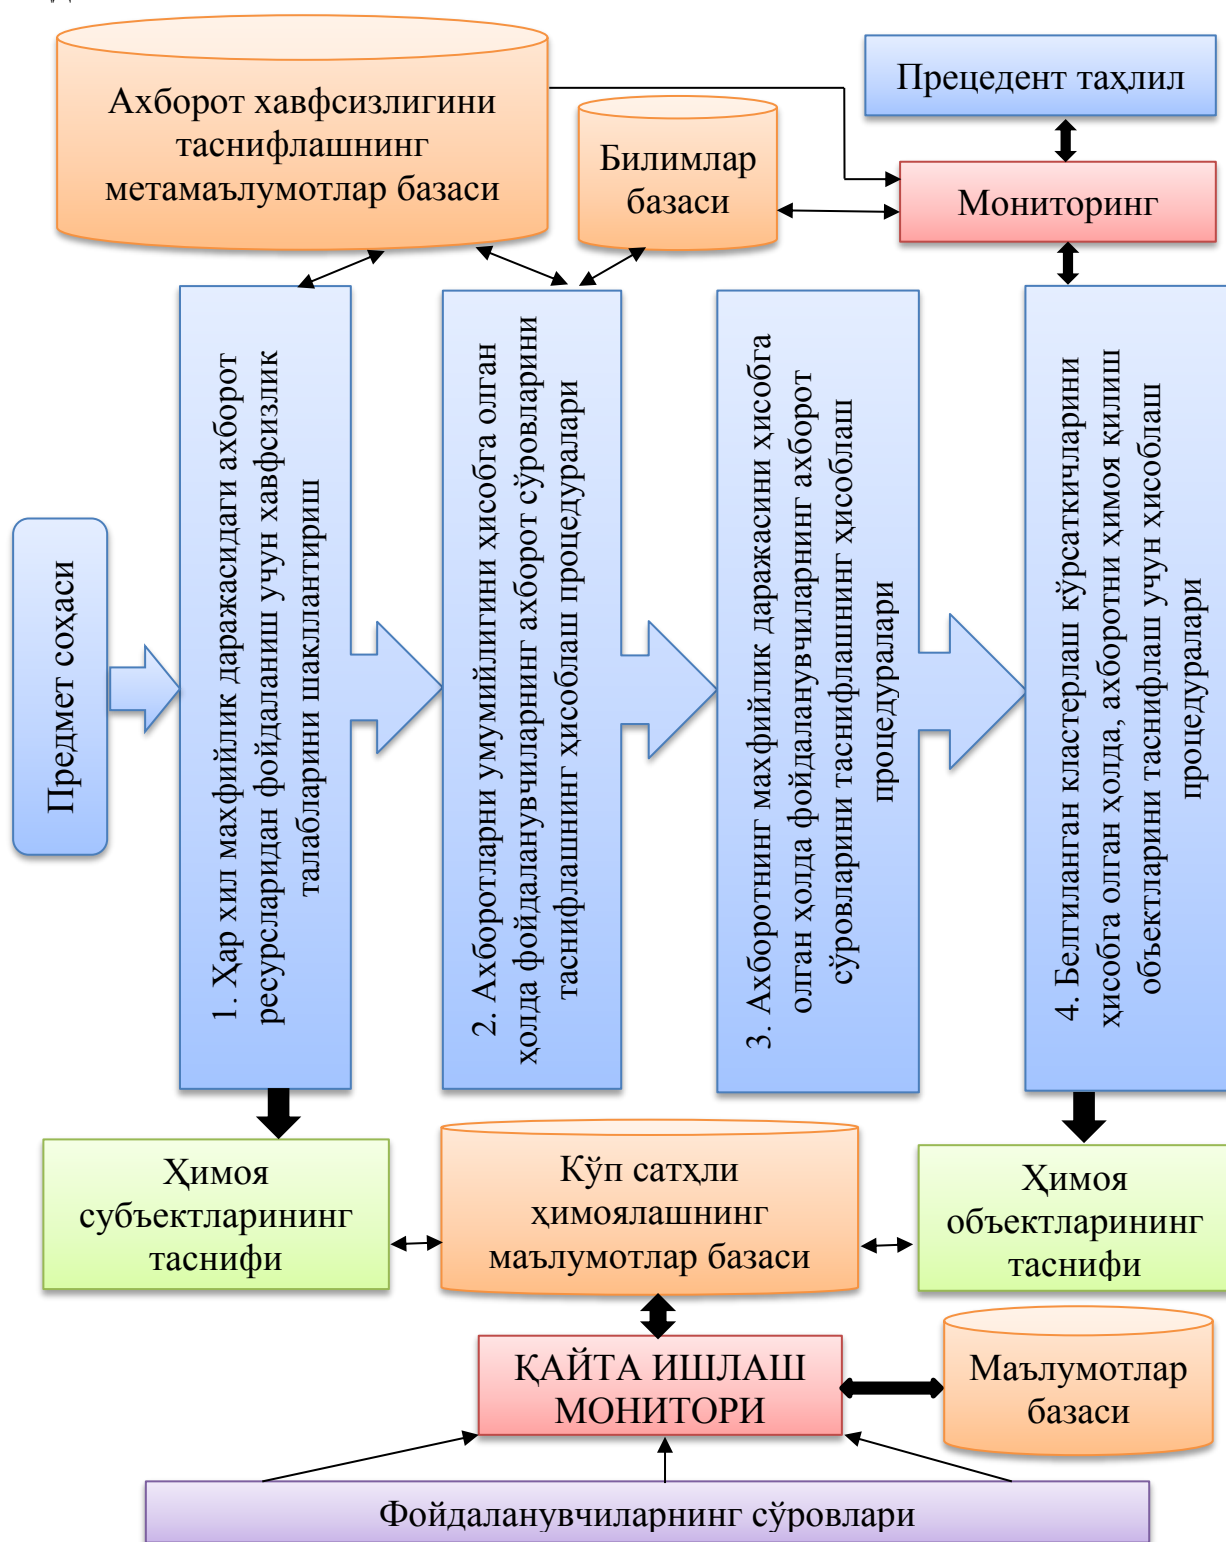 Ахборот хавфсизлигини
таснифлашнинг
метамаълумотлар базаси
Билимлар
базаси
Прецедент таҳлил
Мониторинг
Предмет соҳаси
1. Ҳар хил махфийлик даражасидаги ахборот
ресурсларидан фойдаланиш учун хавфсизлик
талабларини шакллантириш
2. Ахборотларни умумийлигини ҳисобга олган
ҳолда фойдаланувчиларнинг ахборот сўровларини
таснифлашнинг ҳисоблаш процедуралари
3. Ахборотнинг махфийлик даражасини ҳисобга
олган ҳолда фойдаланувчиларнинг ахборот
сўровларини таснифлашнинг ҳисоблаш
процедуралари
4. Белгиланган кластерлаш кўрсаткичларини
ҳисобга олган ҳолда, ахборотни ҳимоя қилиш
объектларини таснифлаш учун ҳисоблаш
процедуралари
Ҳимоя
субъектларининг
таснифи
Кўп сатҳли
ҳимоялашнинг
маълумотлар базаси
Ҳимоя
объектларининг
таснифи
ҚАЙТА ИШЛАШ
МОНИТОРИ
Маълумотлар
базаси
Фойдаланувчиларнинг сўровлари